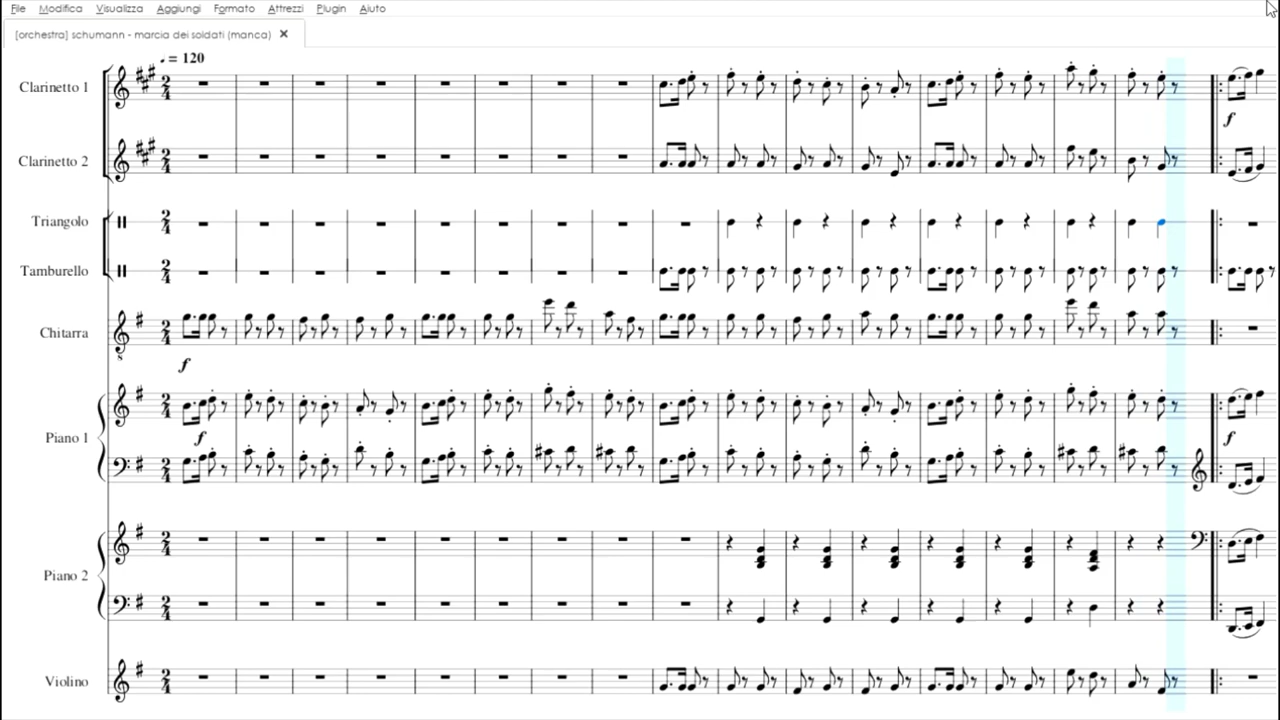 File Modifica Visualizza Aggiungi Formato Attrezzi Plugin Aiuto
[orchestra] schumann - marcia dei soldati (manca) ×
= 120
Clarinetto 1
f
Clarinetto 2
Triangolo
Tamburello
Chitarra
f
Piano 1
f
f
Piano 2
Violino